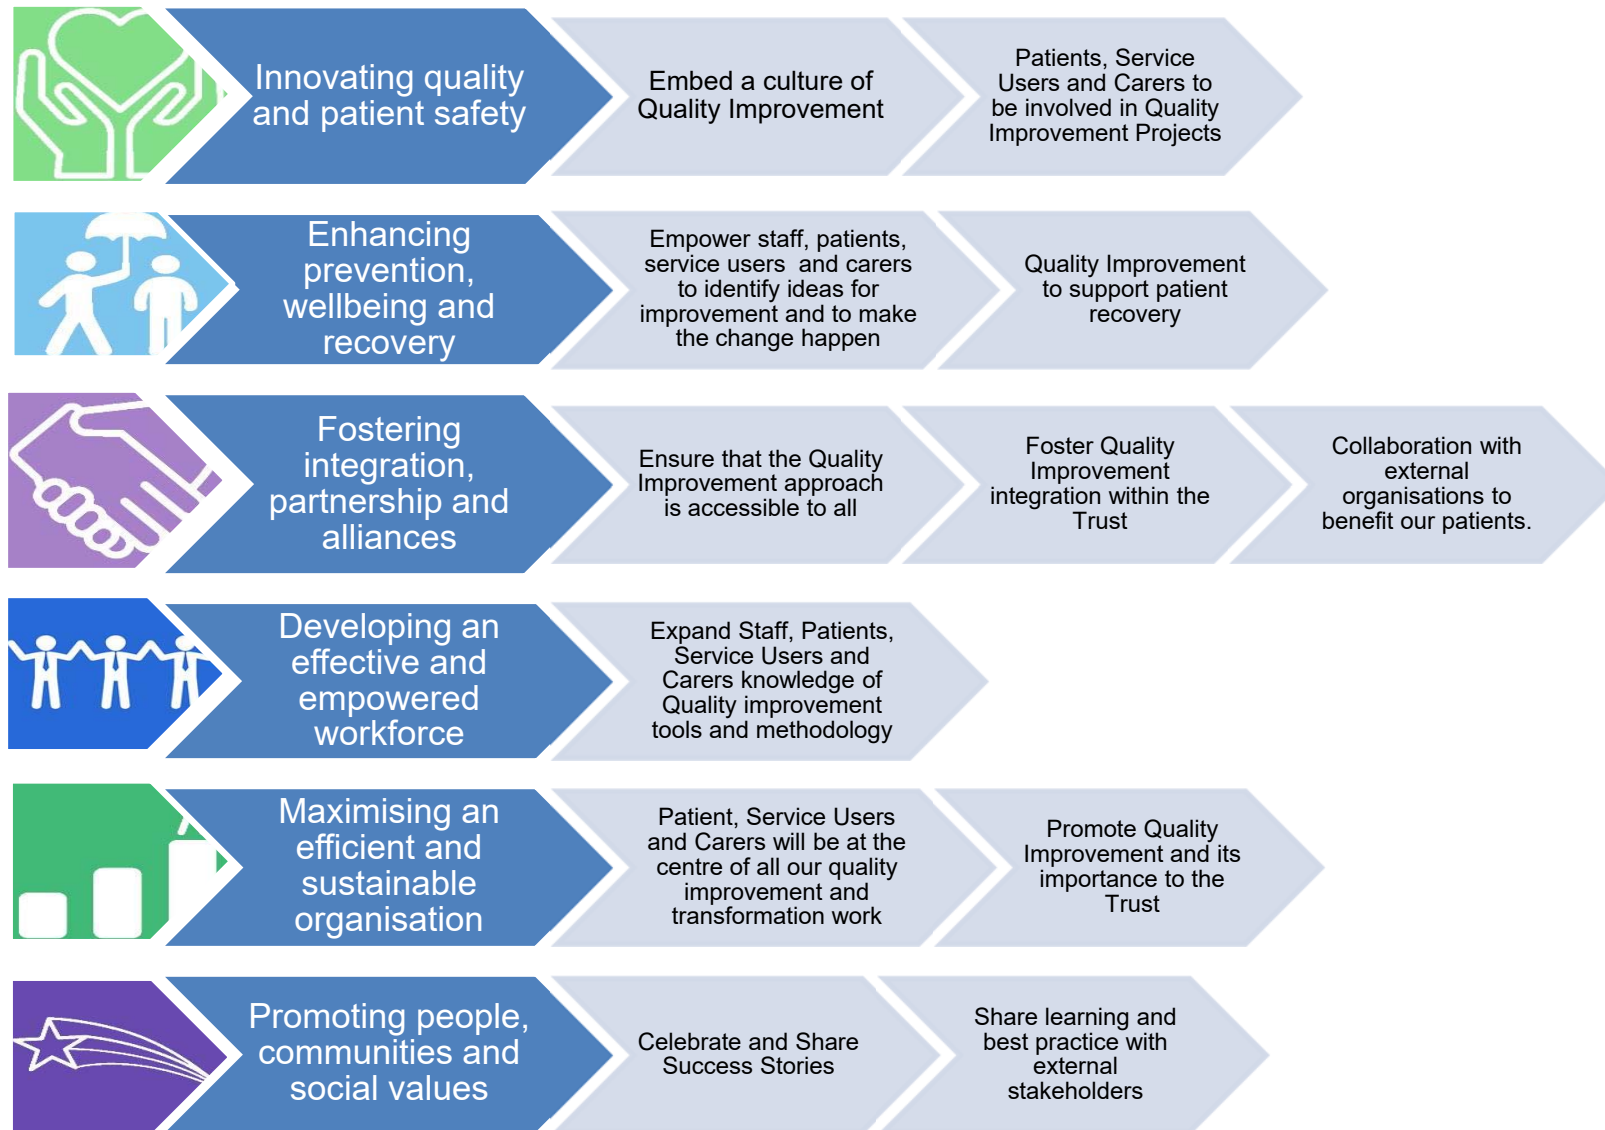 Innovating quality
and patient safety
Embed a culture of
Quality Improvement
Patients, Service
Users and Carers to
be involved in Quality
Improvement Projects
Enhancing
prevention,
wellbeing and
recovery
Empower staff, patients,
service users  and carers
to identify ideas for
improvement and to make
the change happen
Quality Improvement
to support patient
recovery
Fostering
integration,
partnership and
alliances
Ensure that the Quality
Improvement approach
is accessible to all
Foster Quality
Improvement
integration within the
Trust
Collaboration with
external
organisations to
benefit our patients.
Developing an
effective and
empowered
workforce
Expand Staff, Patients,
Service Users and
Carers knowledge of
Quality improvement
tools and methodology
Maximising an
efficient and
sustainable
organisation
Patient, Service Users
and Carers will be at the
centre of all our quality
improvement and
transformation work
Promote Quality
Improvement and its
importance to the
Trust
Promoting people,
communities and
social values
Celebrate and Share
Success Stories
Share learning and
best practice with
external
stakeholders